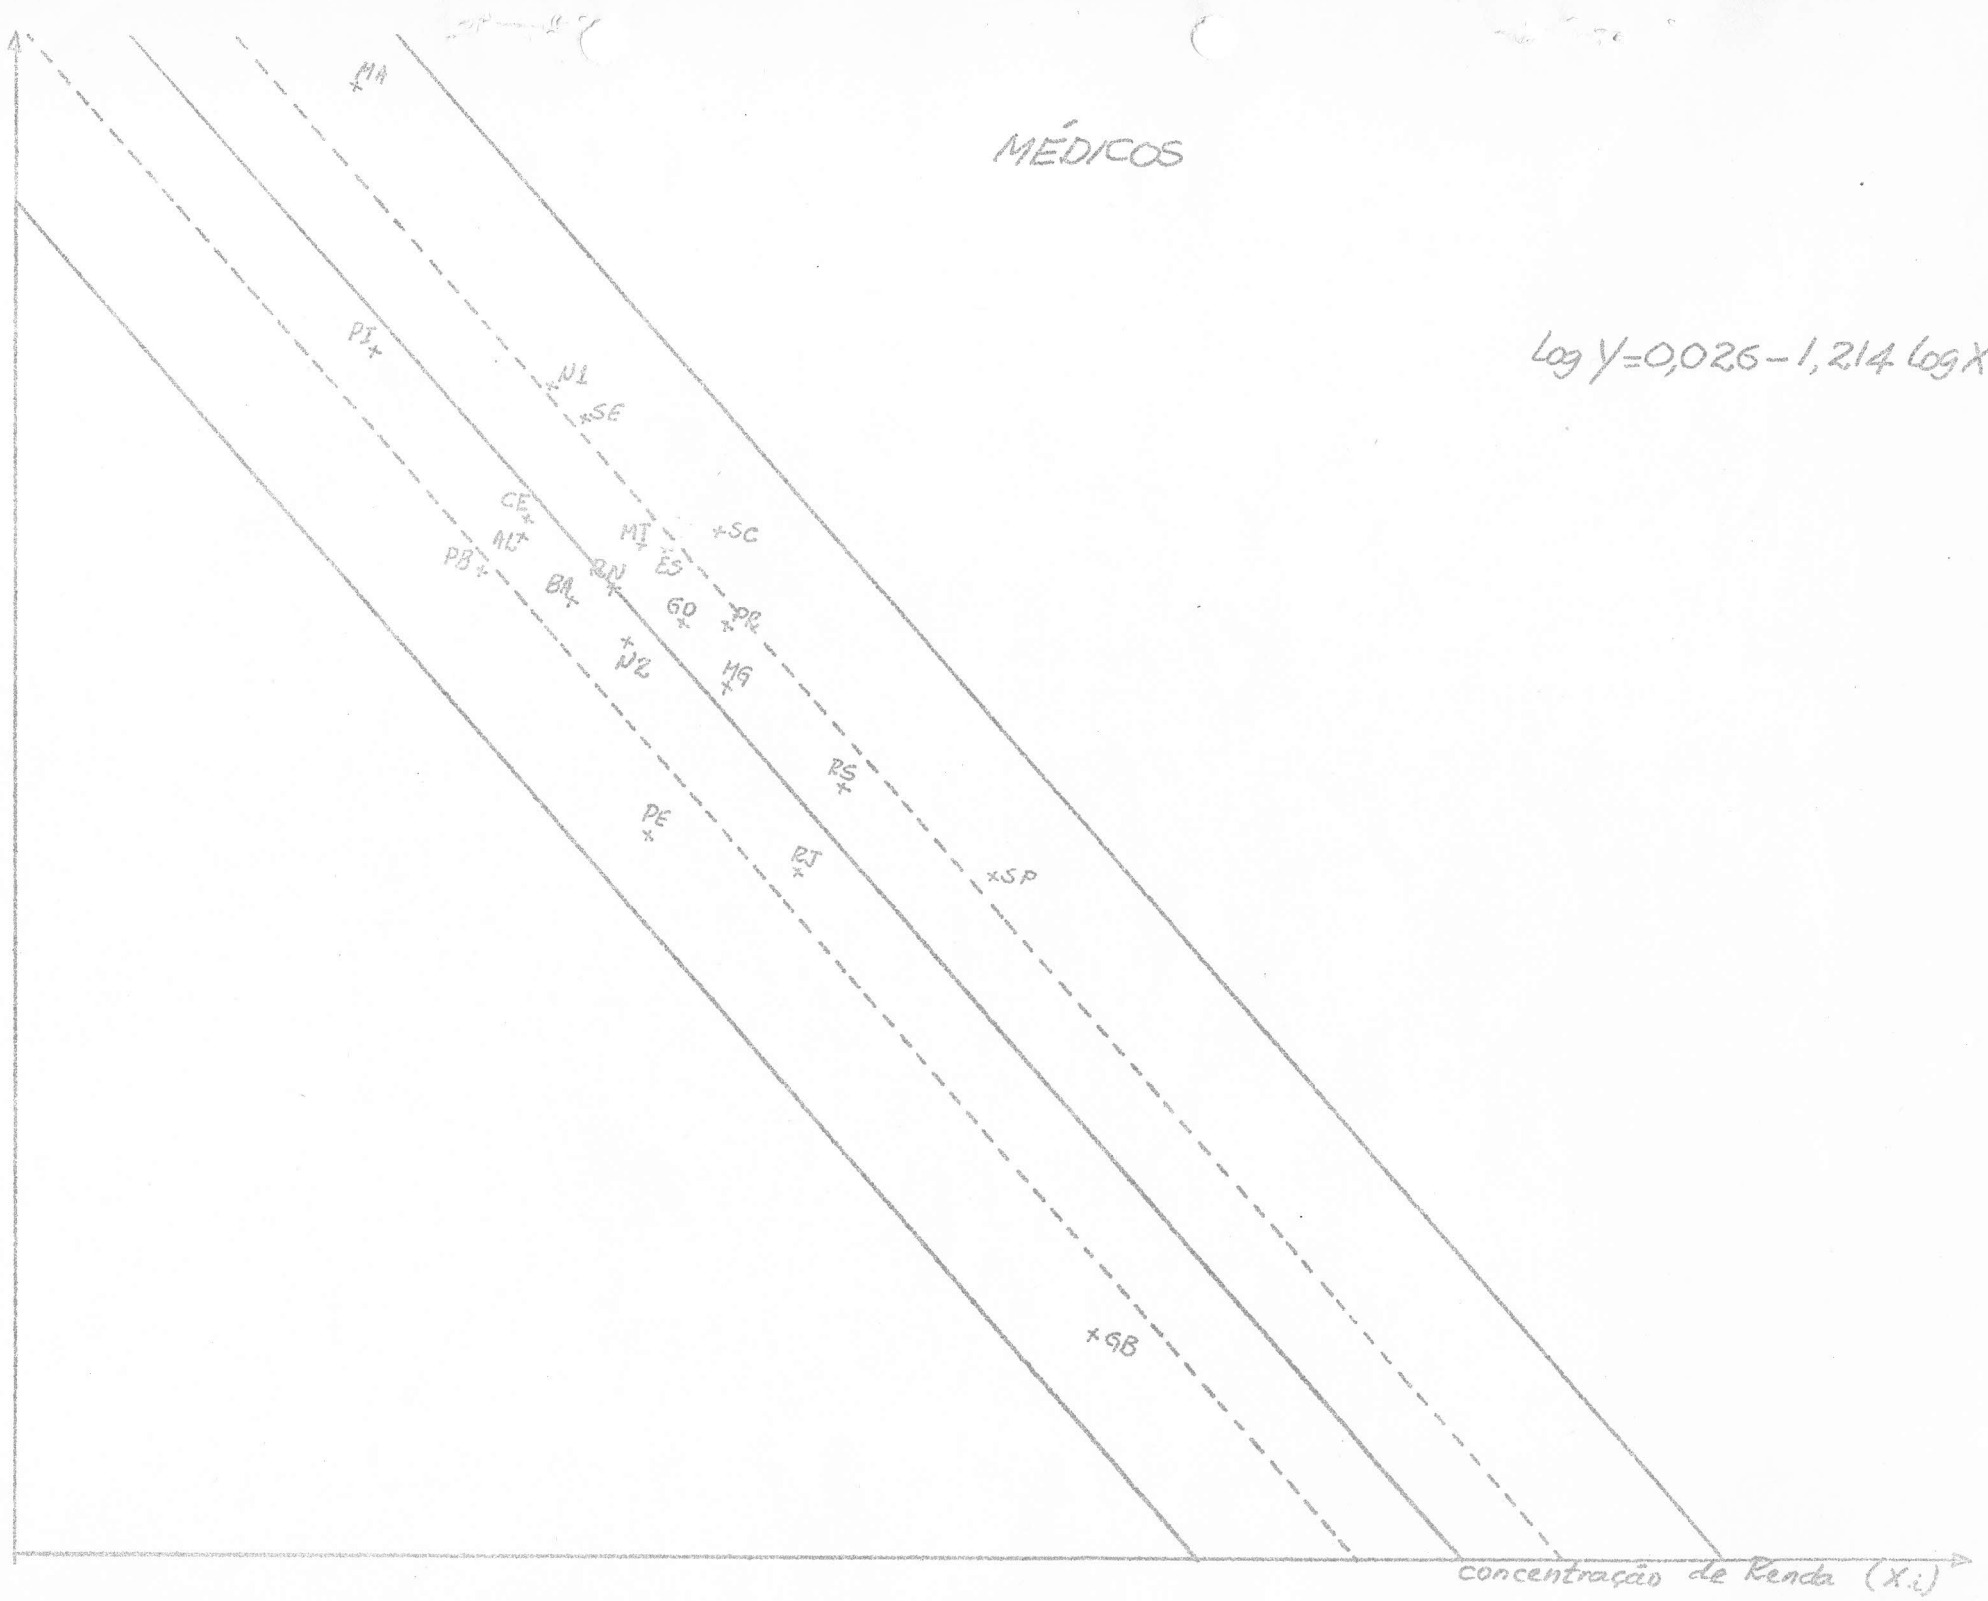 MA
MÉDICOS
PI
log Y=0,026-1,214 log X
N1
SE
CE
MT
SC
AL
PB
RN
ES
BA
GO
PR
N2
MG
RS
PE
RJ
SP
GB
concentração de Renda (X.i)